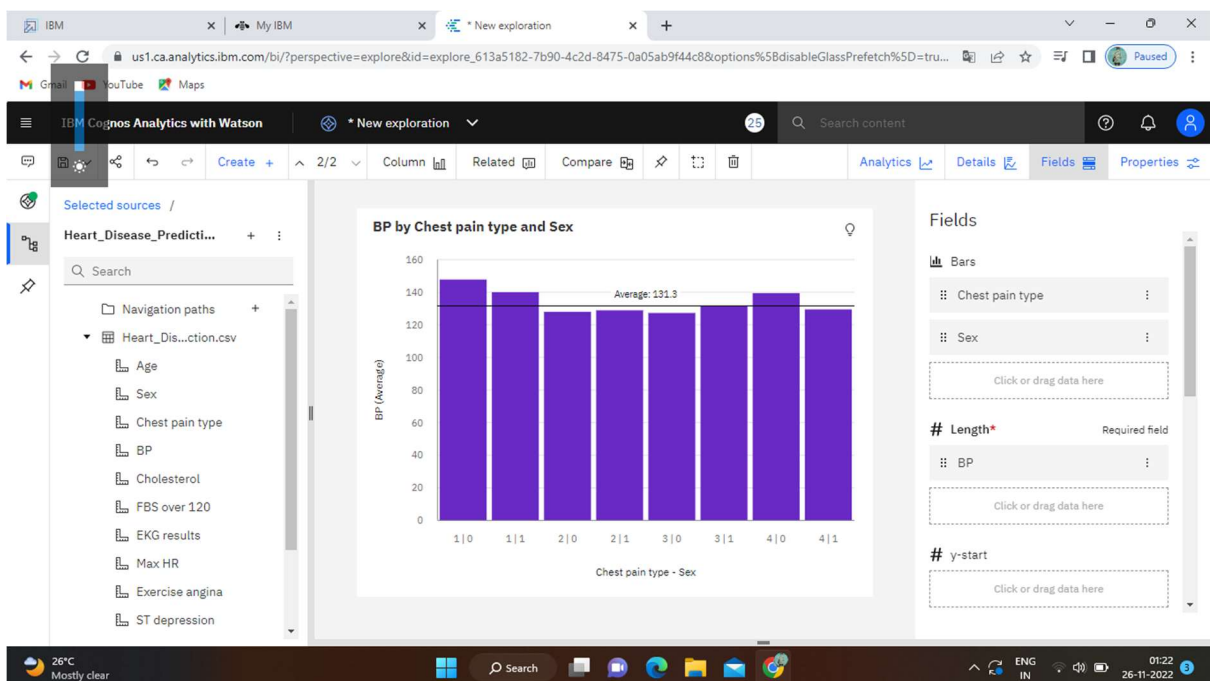 IBM
My IBM
* New exploration
us1.ca.analytics.ibm.com/bi/?perspective=explore&id=explore_613a5182-7b90-4c2d-8475-0a05ab9f44c8&options%5BdisableGlassPrefetch%5D=tru...
Paused
Gmail YouTube Maps
IBM Cognos Analytics with Watson
* New exploration
25
Search content
Create +
2/2
Column
Related
Compare
Analytics
Details
Fields
Properties
Selected sources /
Heart_Disease_Predicti...
Search
Navigation paths
Heart_Dis...ction.csv
Age
Sex
Chest pain type
BP
Cholesterol
FBS over 120
EKG results
Max HR
Exercise angina
ST depression
BP by Chest pain type and Sex
160
140
120
100
80
60
40
20
0
BP (Average)
Average: 131.3
1|0 1|1 2|0 2|1 3|0 3|1 4|0 4|1
Chest pain type - Sex
Fields
Bars
Chest pain type
Sex
Click or drag data here
# Length* Required field
BP
Click or drag data here
# y-start
Click or drag data here
26°C
Mostly clear
Search
ENG
IN
01:22
26-11-2022
3